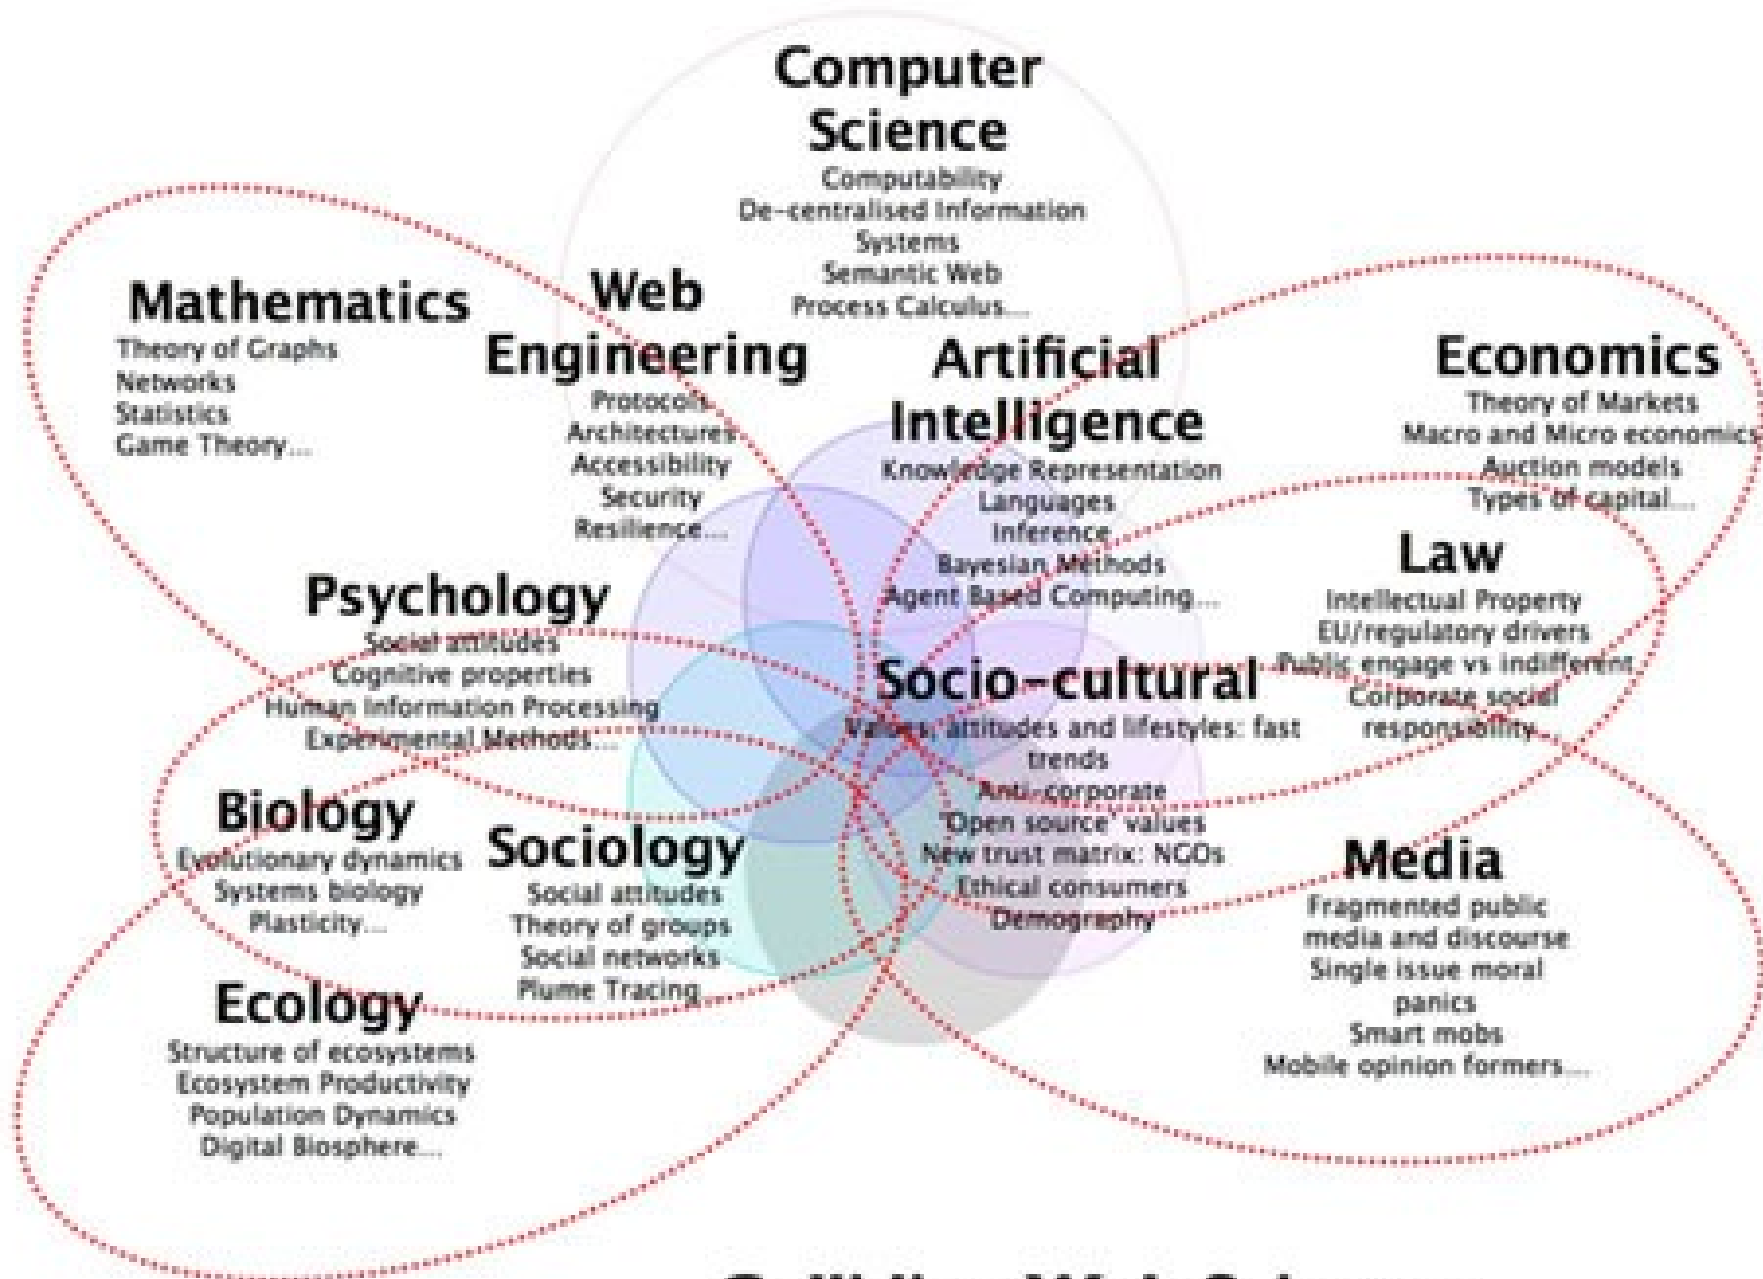 Computer
Science
Computability
De-centralised Information
Systems
Semantic Web
Process Calculus...
Mathematics
Theory of Graphs
Networks
Statistics
Game Theory...
Web
Engineering
Protocols
Architectures
Accessibility
Security
Resilience...
Artificial
Intelligence
Knowledge Representation
Languages
Inference
Bayesian Methods
Agent Based Computing...
Economics
Theory of Markets
Macro and Micro economics
Auction models
Types of capital...
Law
Intellectual Property
EU/regulatory drivers
Public engage vs indifferent
Corporate social
responsibility
Psychology
Social attitudes
Cognitive properties
Human Information Processing
Experimental Methods...
Socio-cultural
Values, attitudes and lifestyles: fast
trends
Anti-corporate
'Open source' values
New trust matrix: NGOs
Ethical consumers
Demography
Biology
Evolutionary dynamics
Systems biology
Plasticity...
Sociology
Social attitudes
Theory of groups
Social networks
Plume Tracing
Media
Fragmented public
media and discourse
Single issue moral
panics
Smart mobs
Mobile opinion formers...
Ecology
Structure of ecosystems
Ecosystem Productivity
Population Dynamics
Digital Biosphere...